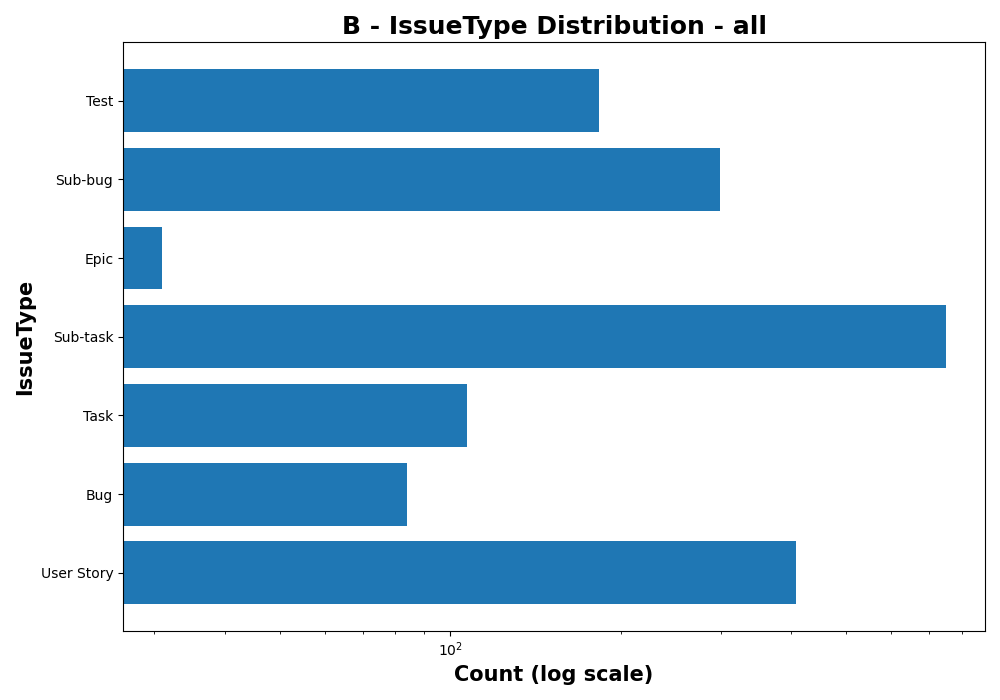 B - IssueType Distribution - all
IssueType
Test
Sub-bug
Epic
Sub-task
Task
Bug
User Story
10²
Count (log scale)